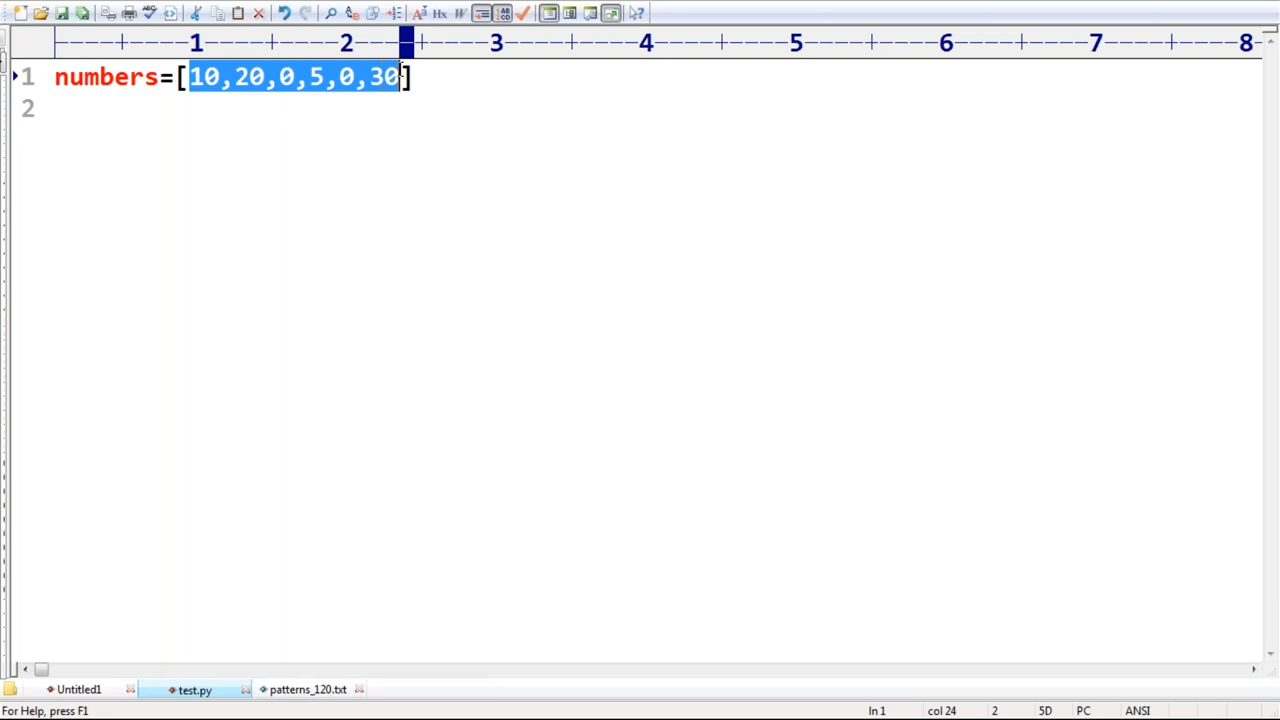 1 2 3 4 5 6 7 8
1 numbers=[10,20,0,5,0,30]
2
Untitled1 test.py patterns_120.txt
For Help, press F1 ln 1 col 24 2 5D PC ANSI